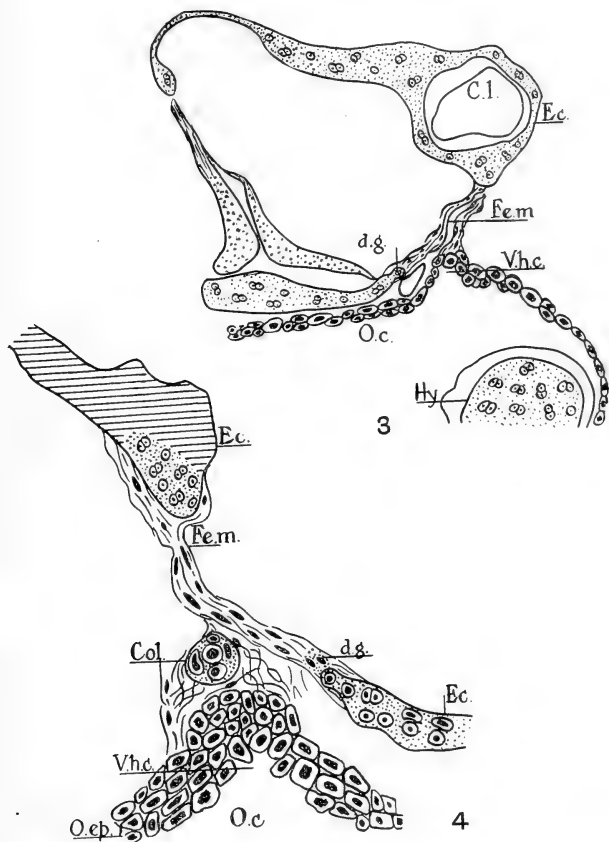 C.l.
Ec.
Fe.m
d.g.
V.h.c.
O.c.
Hy
3
Ec.
Fe.m.
Col.
d.g.
Ec.
V.h.c.
O.c
O.ep.
4